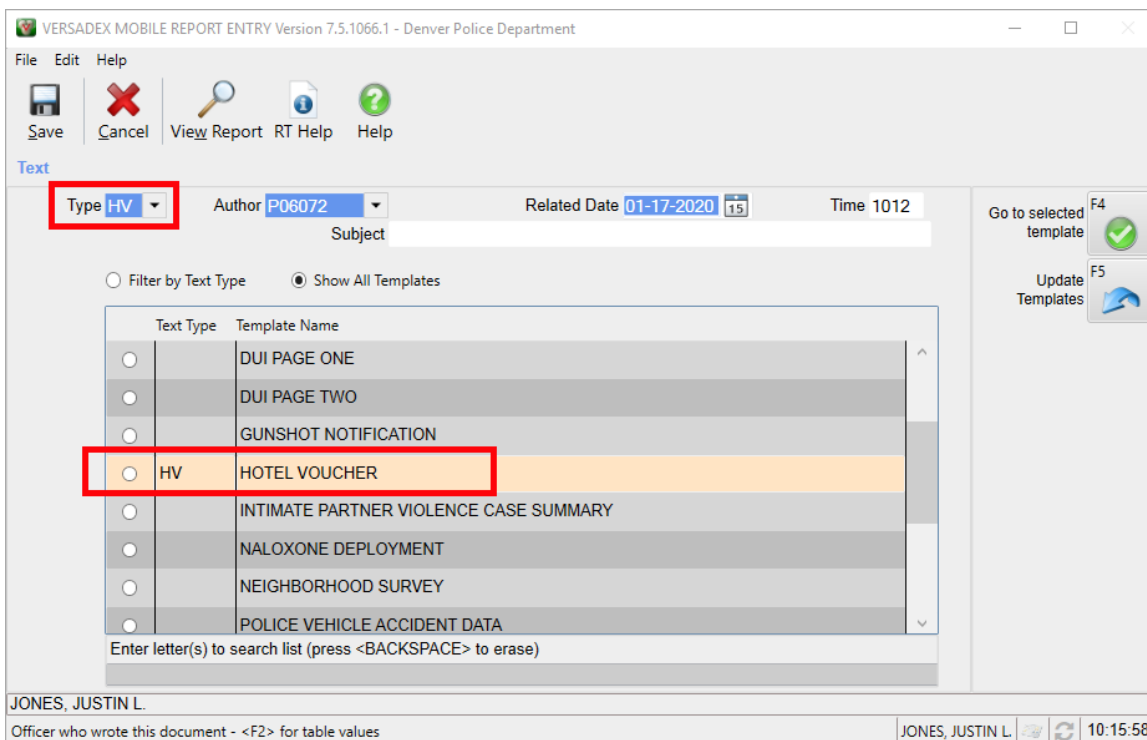 VERSADEX MOBILE REPORT ENTRY Version 7.5.1066.1 - Denver Police Department
File Edit Help
Save Cancel View Report RT Help Help
Text
Type HV Author P06072 Related Date 01-17-2020 15 Time 1012
Subject
Go to selected template F4
Filter by Text Type Show All Templates
Update Templates F5
Text Type Template Name
DUI PAGE ONE
DUI PAGE TWO
GUNSHOT NOTIFICATION
HV HOTEL VOUCHER
INTIMATE PARTNER VIOLENCE CASE SUMMARY
NALOXONE DEPLOYMENT
NEIGHBORHOOD SURVEY
POLICE VEHICLE ACCIDENT DATA
Enter letter(s) to search list (press <BACKSPACE> to erase)
JONES, JUSTIN L.
Officer who wrote this document - <F2> for table values JONES, JUSTIN L. 10:15:58